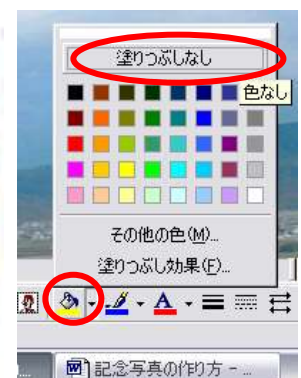 塗りつぶしなし
色なし
その他の色(M)...
塗りつぶし効果(F)...
A
記念写真の作り方 - ...